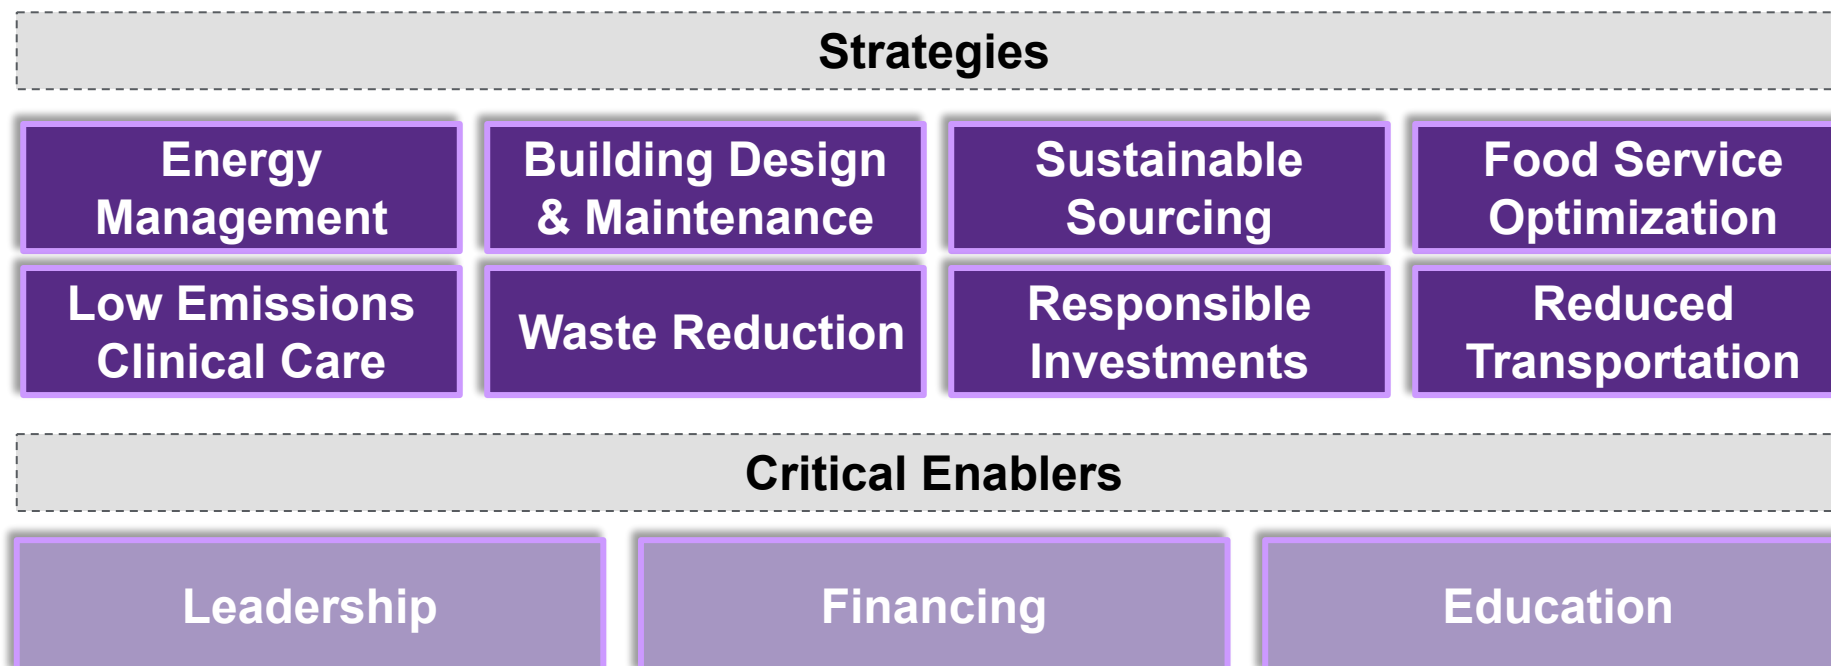 Strategies
Energy
Management
Building Design
& Maintenance
Sustainable
Sourcing
Food Service
Optimization
Low Emissions
Clinical Care
Waste Reduction
Responsible
Investments
Reduced
Transportation
Critical Enablers
Leadership
Financing
Education